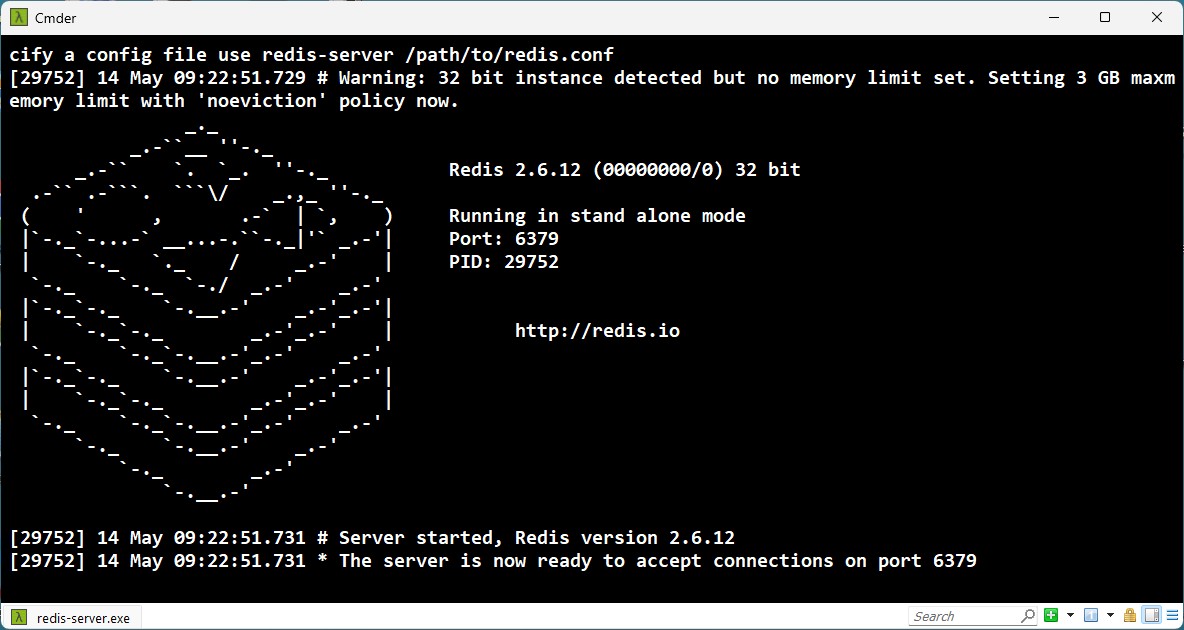 Cmder
cify a config file use redis-server /path/to/redis.conf
[29752] 14 May 09:22:51.729 # Warning: 32 bit instance detected but no memory limit set. Setting 3 GB maxm
emory limit with 'noeviction' policy now.
Redis 2.6.12 (00000000/0) 32 bit
Running in stand alone mode
Port: 6379
PID: 29752
http://redis.io
[29752] 14 May 09:22:51.731 # Server started, Redis version 2.6.12
[29752] 14 May 09:22:51.731 * The server is now ready to accept connections on port 6379
redis-server.exe
Search